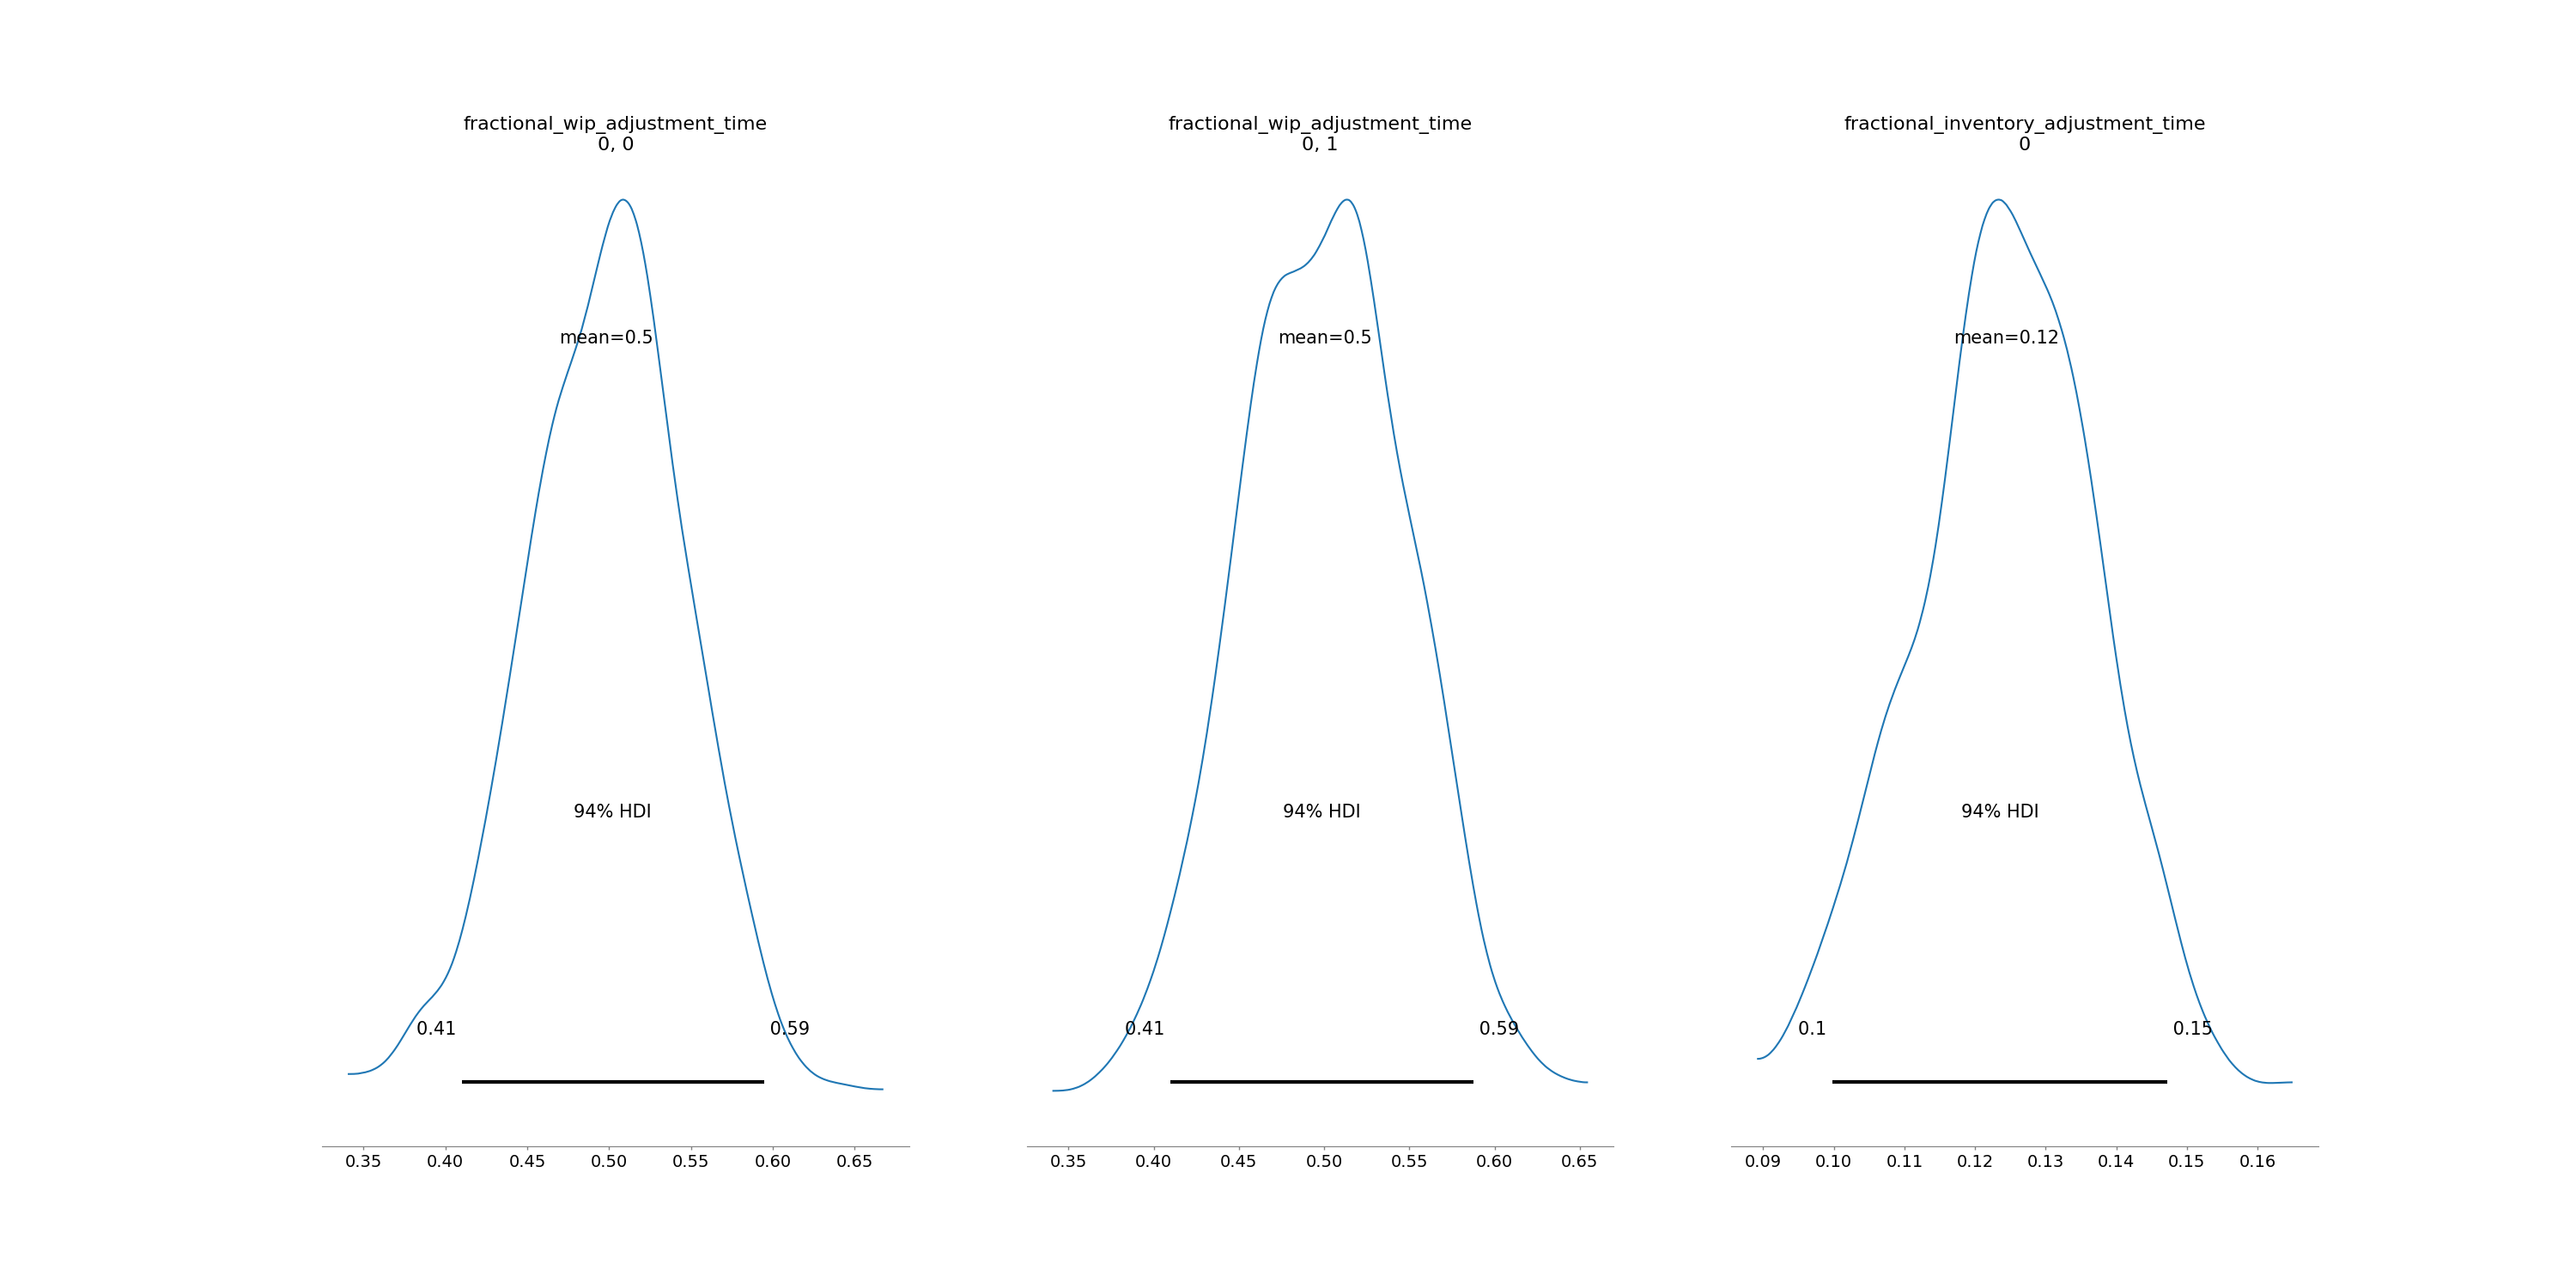 fractional_wip_adjustment_time
0, 0
mean=0.5
94% HDI
0.41
0.59
0.35 0.40 0.45 0.50 0.55 0.60 0.65
fractional_wip_adjustment_time
0, 1
mean=0.5
94% HDI
0.41
0.59
0.35 0.40 0.45 0.50 0.55 0.60 0.65
fractional_inventory_adjustment_time
0
mean=0.12
94% HDI
0.1
0.15
0.09 0.10 0.11 0.12 0.13 0.14 0.15 0.16